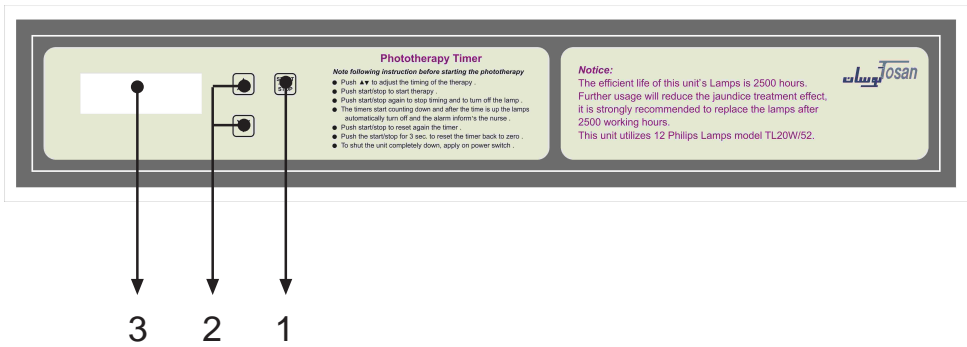 Phototherapy Timer
Note following instruction before starting the phototherapy
● Push ▲▼ to adjust the timing of the therapy .
● Push start/stop to start therapy .
● Push start/stop again to stop timing and to turn off the lamp .
● The timers start counting down and after the time is up the lamps
automatically turn off and the alarm inform's the nurse .
● Push start/stop to reset again the timer .
● Push the start/stop for 3 sec. to reset the timer back to zero .
● To shut the unit completely down, apply on power switch .
Notice:
The efficient life of this unit's Lamps is 2500 hours.
Further usage will reduce the jaundice treatment effect,
it is strongly recommended to replace the lamps after
2500 working hours.
This unit utilizes 12 Philips Lamps model TL20W/52.
توسان Tosan
3 2 1